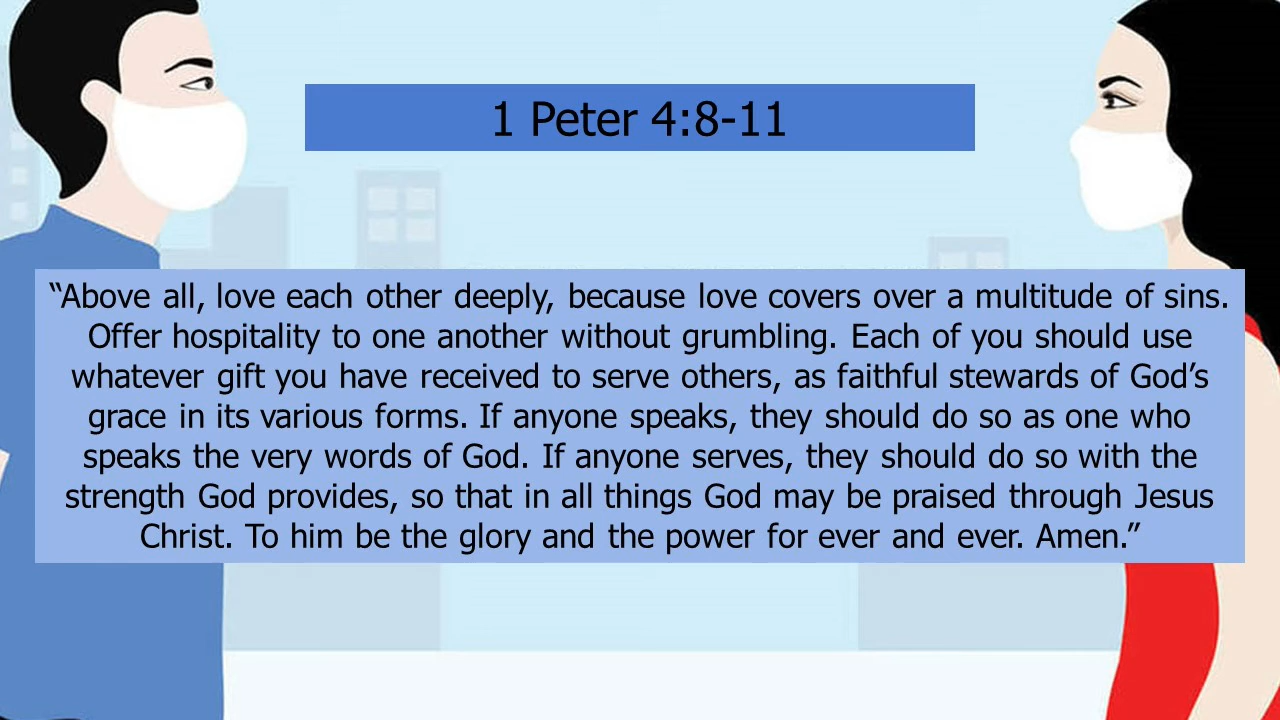 1 Peter 4:8-11
“Above all, love each other deeply, because love covers over a multitude of sins.
Offer hospitality to one another without grumbling. Each of you should use
whatever gift you have received to serve others, as faithful stewards of God’s
grace in its various forms. If anyone speaks, they should do so as one who
speaks the very words of God. If anyone serves, they should do so with the
strength God provides, so that in all things God may be praised through Jesus
Christ. To him be the glory and the power for ever and ever. Amen.”